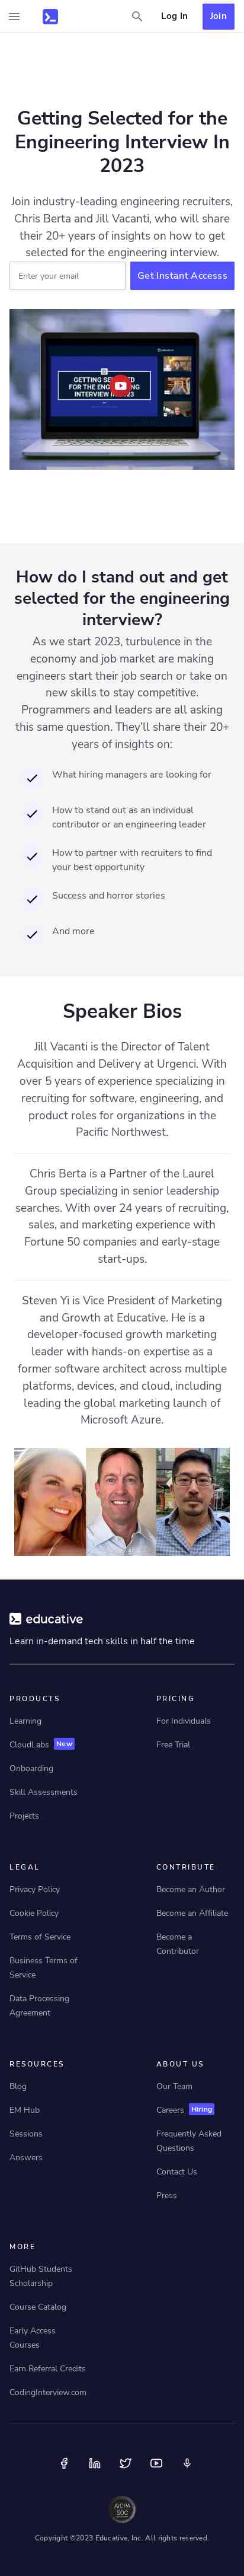 Log In
Join
Getting Selected for the
Engineering Interview In
2023
Join industry-leading engineering recruiters,
Chris Berta and Jill Vacanti, who will share
their 20+ years of insights on how to get
selected for the engineering Interview.
Enter your email
Get Instant Accesss
GETTING SELECTED
FOR THE
ENGINEERING INTERVIEW
How do I stand out and get
selected for the engineering
interview?
As we start 2023, turbulence in the
economy and job market are making
engineers start their job search or take on
new skills to stay competitive.
Programmers and leaders are all asking
this same question. They'll share their 20+
years of insights on:
What hiring managers are looking for
How to stand out as an individual
contributor or an engineering leader
How to partner with recruiters to find
your best opportunity
Success and horror stories
And more
Speaker Bios
Jill Vacanti is the Director of Talent
Acquisition and Delivery at Urgenci. With
over 5 years of experience specializing in
recruiting for software, engineering, and
product roles for organizations in the
Pacific Northwest.
Chris Berta is a Partner of the Laurel
Group specializing in senior leadership
searches. With over 24 years of recruiting,
sales, and marketing experience with
Fortune 50 companies and early-stage
start-ups.
Steven Yi is Vice President of Marketing
and Growth at Educative. He is a
developer-focused growth marketing
leader with hands-on expertise as a
former software architect across multiple
platforms, devices, and cloud, including
leading the global marketing launch of
Microsoft Azure.
educative
Learn in-demand tech skills in half the time
PRODUCTS
Learning
CloudLabs New
Onboarding
Skill Assessments
Projects
PRICING
For Individuals
Free Trial
LEGAL
Privacy Policy
Cookie Policy
Terms of Service
Business Terms of
Service
Data Processing
Agreement
CONTRIBUTE
Become an Author
Become an Affiliate
Become a
Contributor
RESOURCES
Blog
EM Hub
Sessions
Answers
ABOUT US
Our Team
Careers Hiring
Frequently Asked
Questions
Contact Us
Press
MORE
GitHub Students
Scholarship
Course Catalog
Early Access
Courses
Earn Referral Credits
CodingInterview.com
AICPA
SOC
Copyright ©2023 Educative, Inc. All rights reserved.